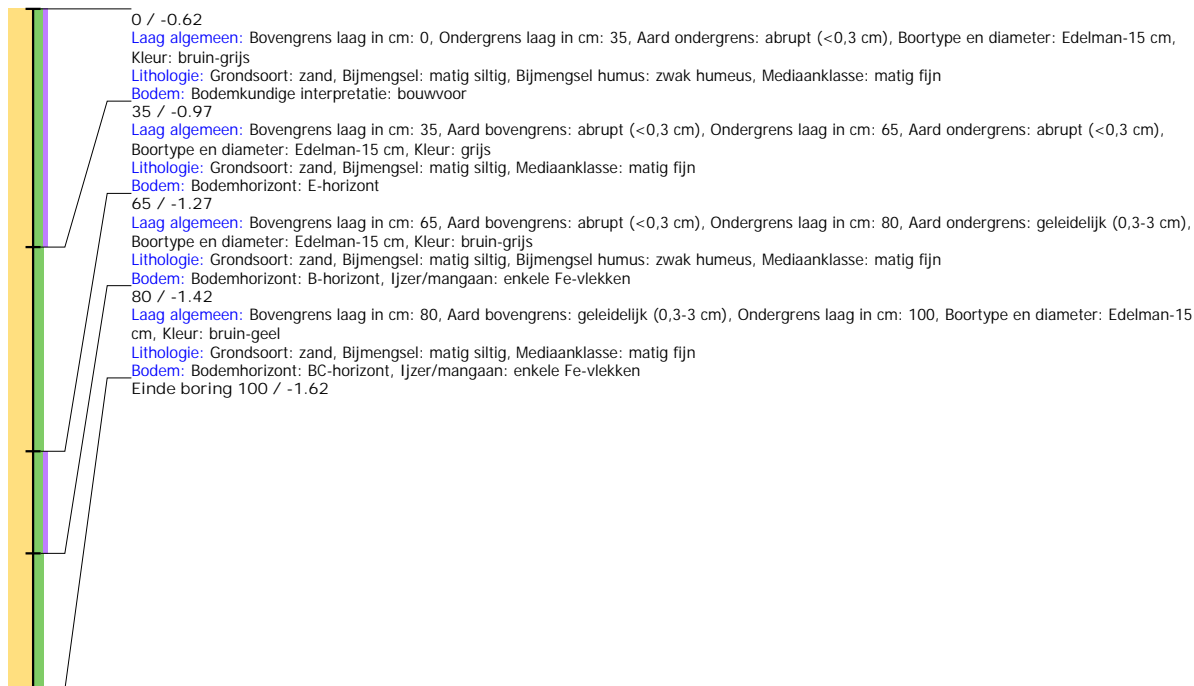 0 / -0.62
Laag algemeen: Bovengrens laag in cm: 0, Ondergrens laag in cm: 35, Aard ondergrens: abrupt (<0,3 cm), Boortype en diameter: Edelman-15 cm,
Kleur: bruin-grijs
Lithologie: Grondsoort: zand, Bijmengsel: matig siltig, Bijmengsel humus: zwak humeus, Mediaanklasse: matig fijn
Bodem: Bodemkundige interpretatie: bouwvoor
35 / -0.97
Laag algemeen: Bovengrens laag in cm: 35, Aard bovengrens: abrupt (<0,3 cm), Ondergrens laag in cm: 65, Aard ondergrens: abrupt (<0,3 cm),
Boortype en diameter: Edelman-15 cm, Kleur: grijs
Lithologie: Grondsoort: zand, Bijmengsel: matig siltig, Mediaanklasse: matig fijn
Bodem: Bodemhorizont: E-horizont
65 / -1.27
Laag algemeen: Bovengrens laag in cm: 65, Aard bovengrens: abrupt (<0,3 cm), Ondergrens laag in cm: 80, Aard ondergrens: geleidelijk (0,3-3 cm),
Boortype en diameter: Edelman-15 cm, Kleur: bruin-grijs
Lithologie: Grondsoort: zand, Bijmengsel: matig siltig, Bijmengsel humus: zwak humeus, Mediaanklasse: matig fijn
Bodem: Bodemhorizont: B-horizont, Ijzer/mangaan: enkele Fe-vlekken
80 / -1.42
Laag algemeen: Bovengrens laag in cm: 80, Aard bovengrens: geleidelijk (0,3-3 cm), Ondergrens laag in cm: 100, Boortype en diameter: Edelman-15
cm, Kleur: bruin-geel
Lithologie: Grondsoort: zand, Bijmengsel: matig siltig, Mediaanklasse: matig fijn
Bodem: Bodemhorizont: BC-horizont, Ijzer/mangaan: enkele Fe-vlekken
Einde boring 100 / -1.62